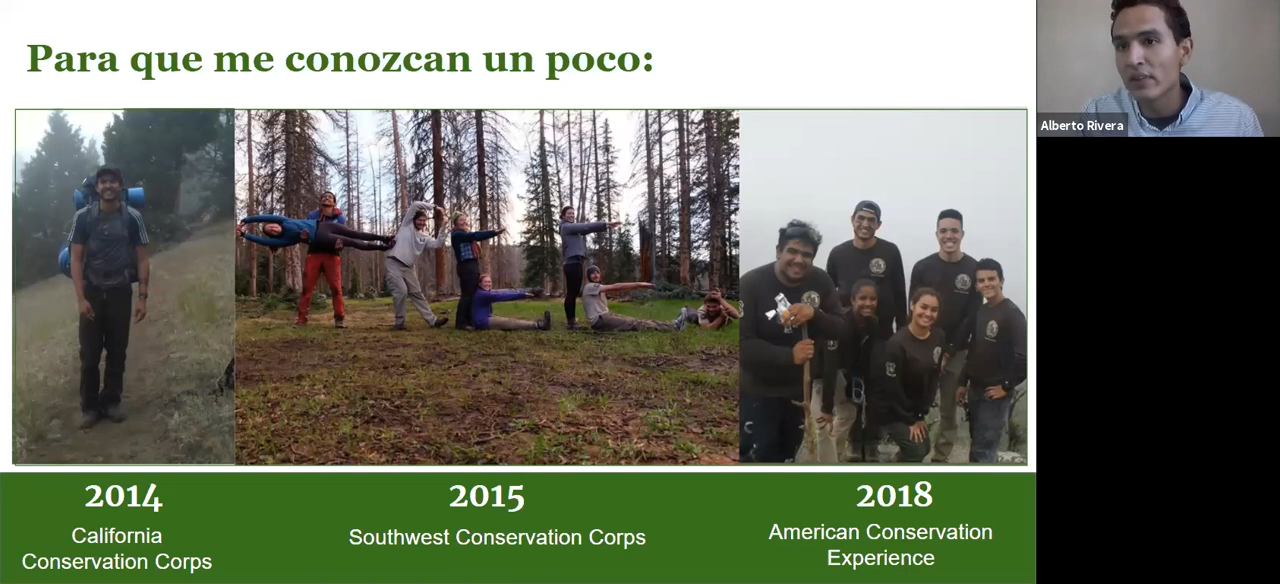 Para que me conozcan un poco:
Alberto Rivera
2014
California
Conservation Corps
2015
Southwest Conservation Corps
2018
American Conservation
Experience